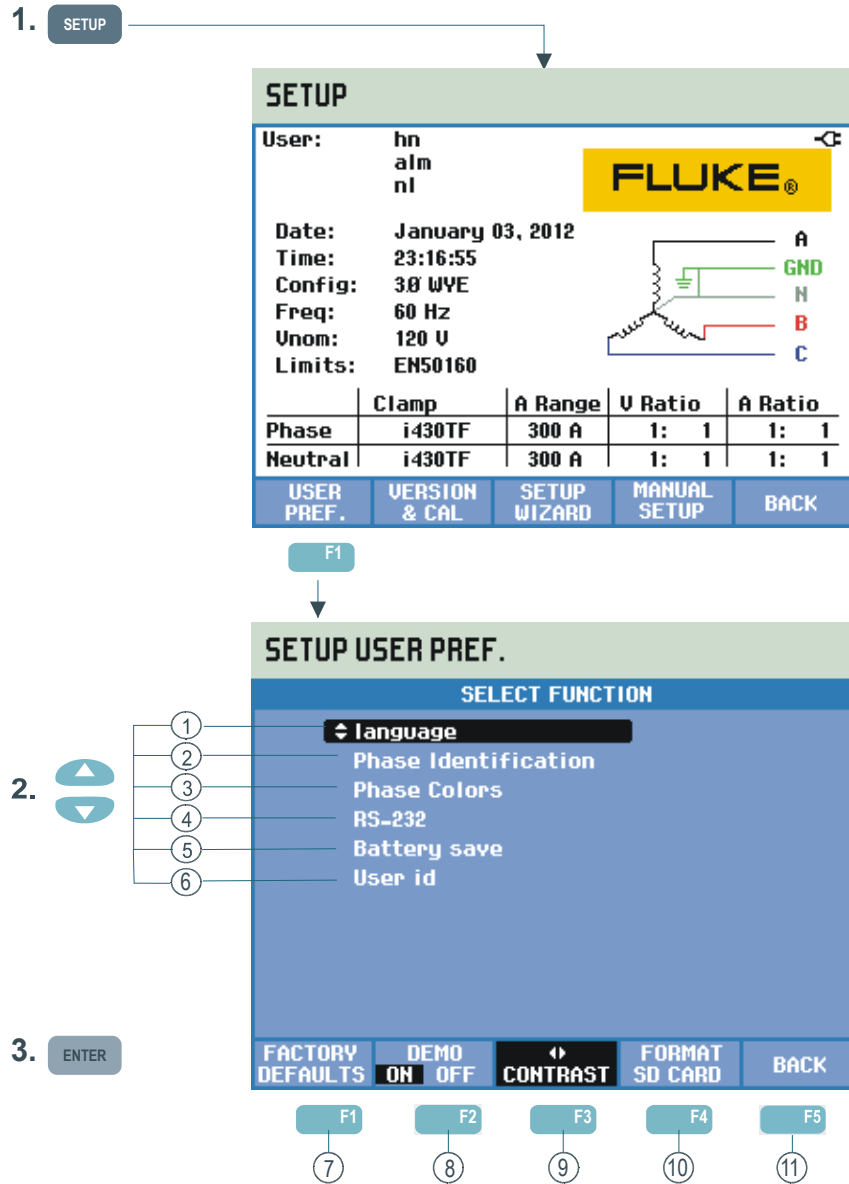 1. SETUP
SETUP
User: hn
alm
nl
FLUKE®
Date: January 03, 2012
Time: 23:16:55
Config: 3Ø WYE
Freq: 60 Hz
Vnom: 120 V
Limits: EN50160
A
GND
N
B
C
Clamp A Range V Ratio A Ratio
Phase i430TF 300 A 1: 1 1: 1
Neutral i430TF 300 A 1: 1 1: 1
USER PREF. VERSION & CAL SETUP WIZARD MANUAL SETUP BACK
F1
SETUP USER PREF.
SELECT FUNCTION
1 language
2 Phase Identification
3 Phase Colors
2.
4 RS-232
5 Battery save
6 User id
3. ENTER
FACTORY DEFAULTS DEMO ON OFF CONTRAST FORMAT SD CARD BACK
F1 F2 F3 F4 F5
7 8 9 10 11